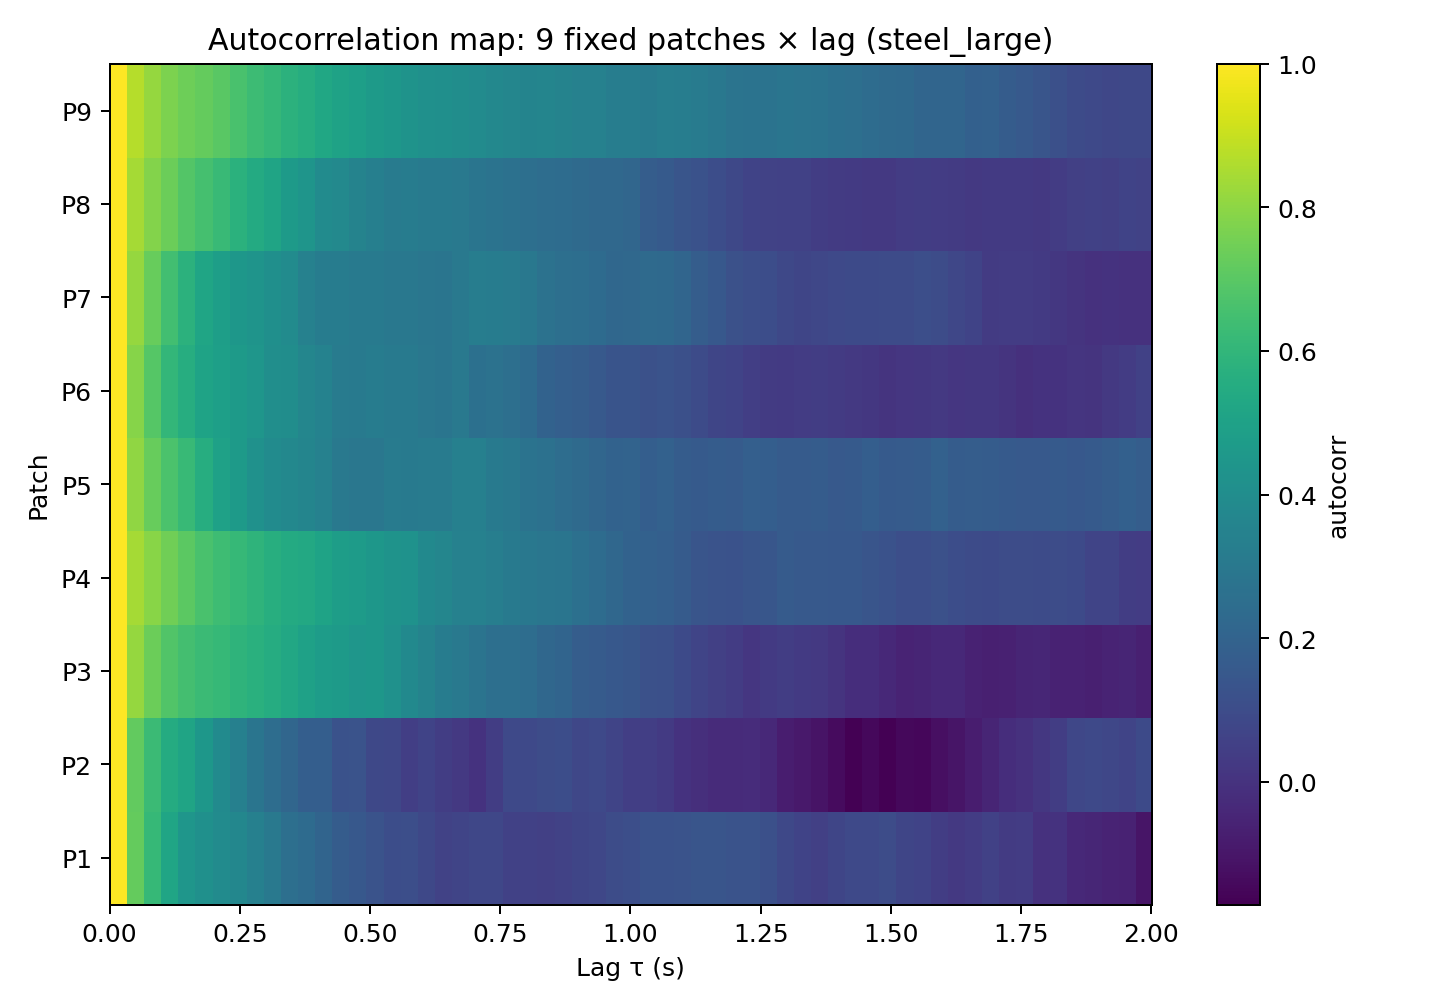 Autocorrelation map: 9 fixed patches × lag (steel_large)
P9
P8
P7
P6
P5
P4
P3
P2
P1
Patch
0.00 0.25 0.50 0.75 1.00 1.25 1.50 1.75 2.00
Lag τ (s)
1.0
0.8
0.6
0.4
0.2
0.0
autocorr